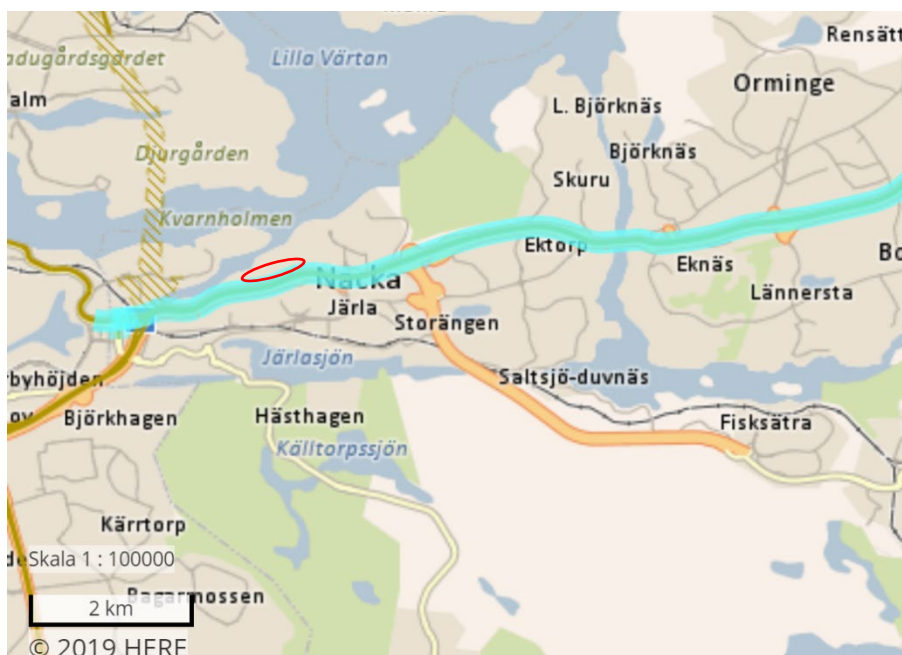 Lilla Värtan
Rensätt
adugårdsgärdet
Orminge
alm
L. Björknäs
Björknäs
Djurgården
Skuru
Kvarnholmen
Ektorp
Bo
Eknäs
Nacka
Lännersta
Järla
Storängen
Järlasjön
rbyhöjden
Saltsjö-duvnäs
Björkhagen
Hästhagen
Fisksätra
Källtorpssjön
Kärrtorp
Skala 1 : 100000
Bagarmossen
2 km
© 2019 HERE